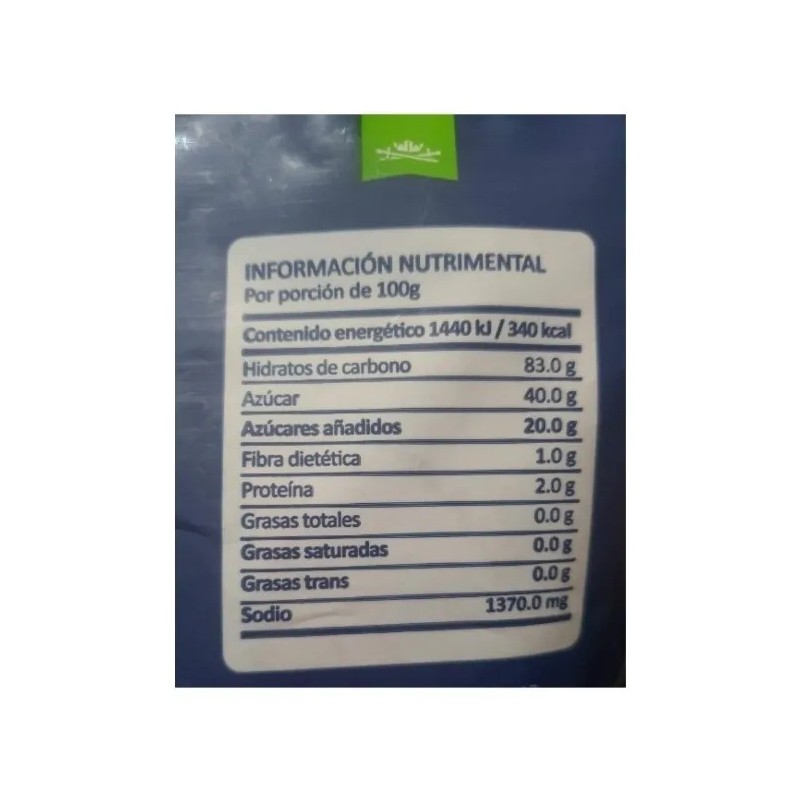 INFORMACIÓN NUTRIMENTAL
Por porción de 100g
Contenido energético 1440 kJ / 340 kcal
Hidratos de carbono 83.0 g
Azúcar 40.0 g
Azúcares añadidos 20.0 g
Fibra dietética 1.0 g
Proteína 2.0 g
Grasas totales 0.0 g
Grasas saturadas 0.0 g
Grasas trans 0.0 g
Sodio 1370.0 mg